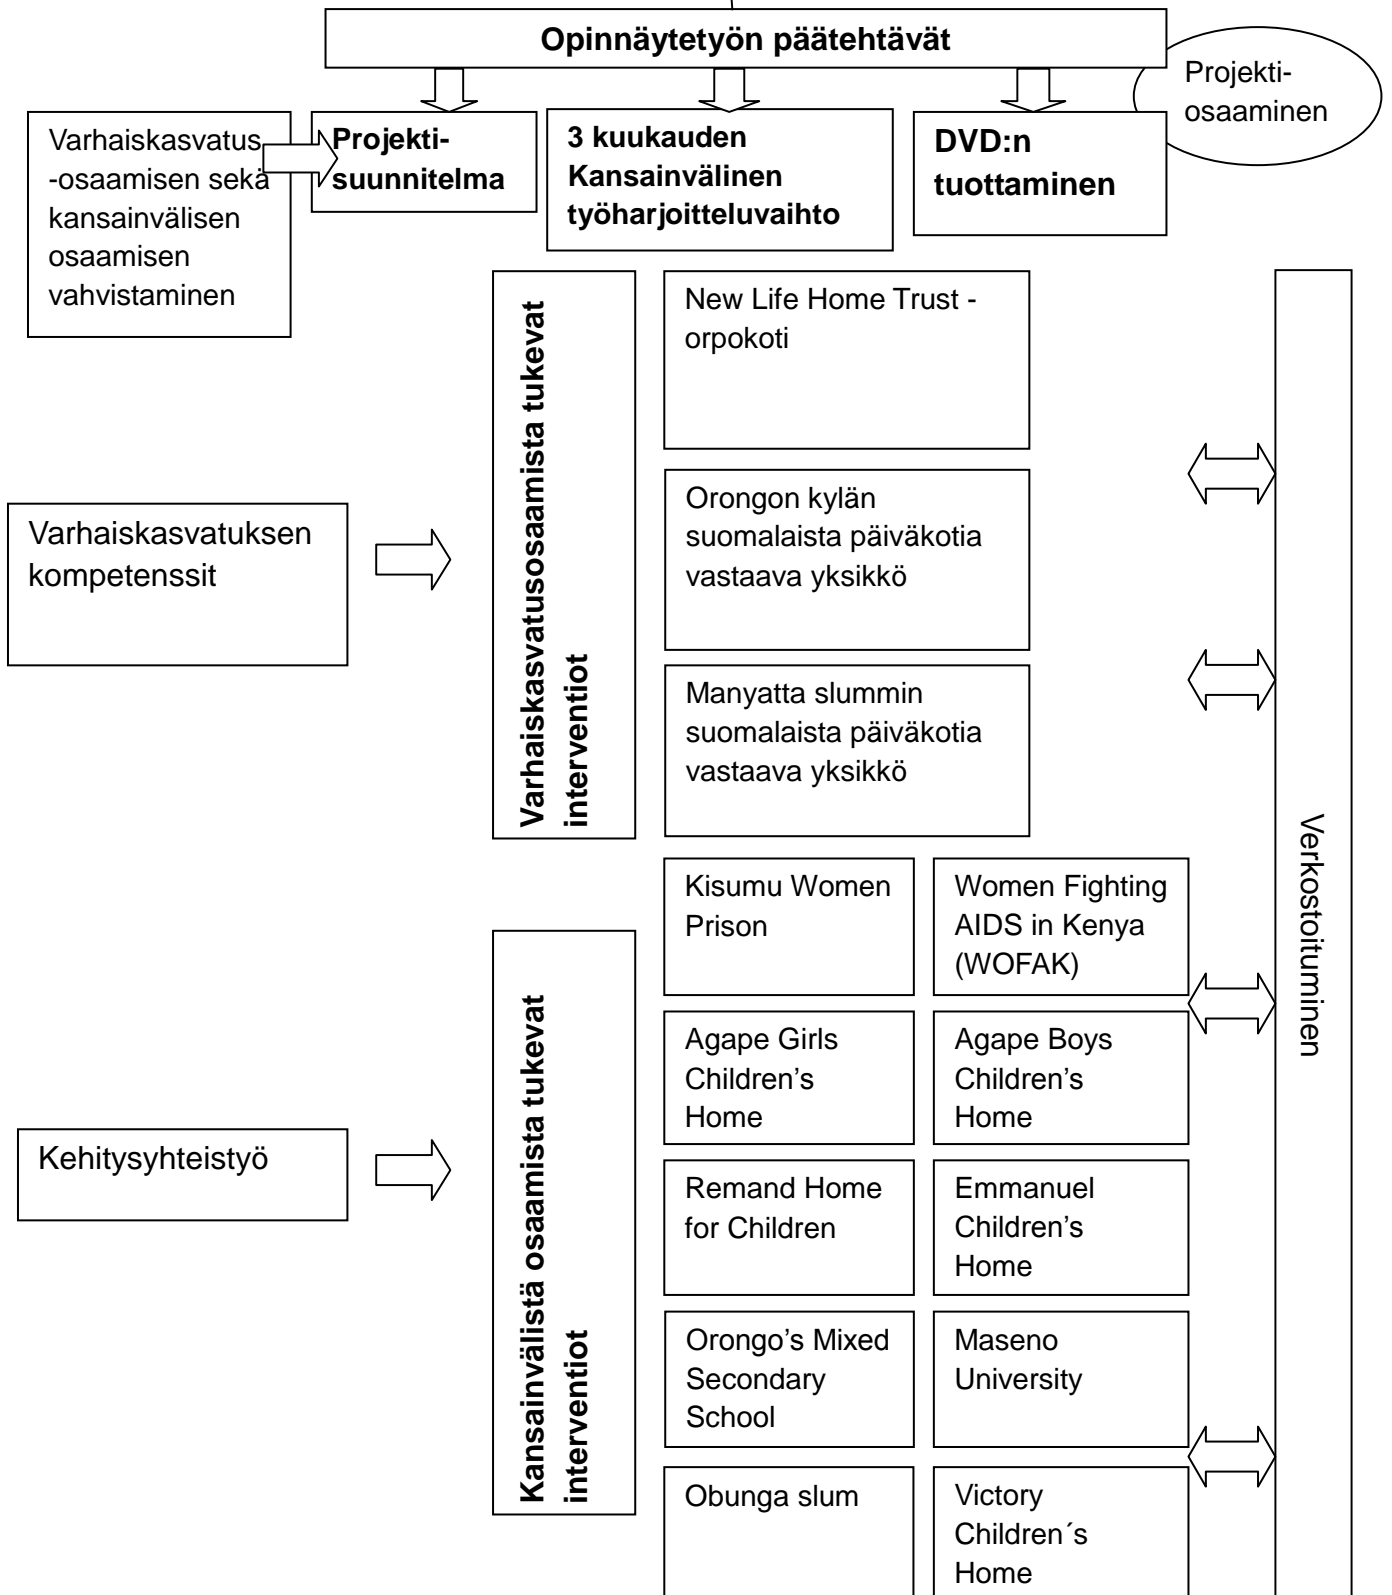 Opinnäytetyön päätehtävät
Projekti-
osaaminen
Varhaiskasvatus
-osaamisen sekä
kansainvälisen
osaamisen
vahvistaminen
Projekti-
suunnitelma
3 kuukauden
Kansainvälinen
työharjoitteluvaihto
DVD:n
tuottaminen
Varhaiskasvatuksen
kompetenssit
Varhaiskasvatusosaamista tukevat
interventiot
New Life Home Trust -
orpokoti
Orongon kylän
suomalaista päiväkotia
vastaava yksikkö
Manyatta slummin
suomalaista päiväkotia
vastaava yksikkö
Verkostoituminen
Kehitysyhteistyö
Kansainvälistä osaamista tukevat
interventiot
Kisumu Women
Prison
Women Fighting
AIDS in Kenya
(WOFAK)
Agape Girls
Children’s
Home
Agape Boys
Children’s
Home
Remand Home
for Children
Emmanuel
Children’s
Home
Orongo’s Mixed
Secondary
School
Maseno
University
Obunga slum
Victory
Children´s
Home